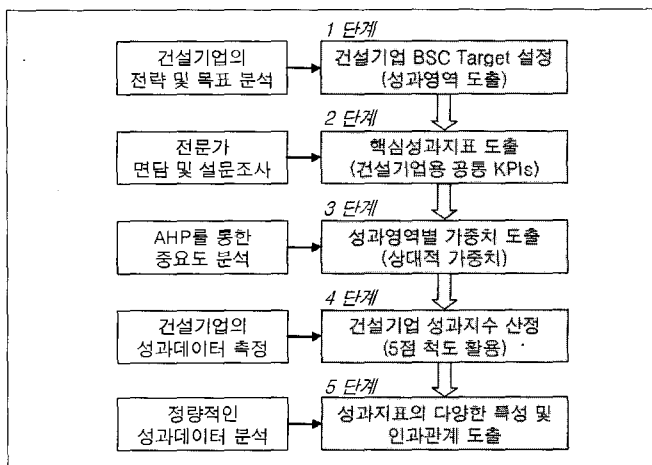 1 단계
건설기업의
전략 및 목표 분석
건설기업 BSC Target 설정
(성과영역 도출)
2 단계
전문가
면담 및 설문조사
핵심성과지표 도출
(건설기업용 공통 KPIs)
3 단계
AHP를 통한
중요도 분석
성과영역별 가중치 도출
(상대적 가중치)
4 단계
건설기업의
성과데이터 측정
건설기업 성과지수 산정
(5점 척도 활용)
5 단계
정량적인
성과데이터 분석
성과지표의 다양한 특성 및
인과관계 도출